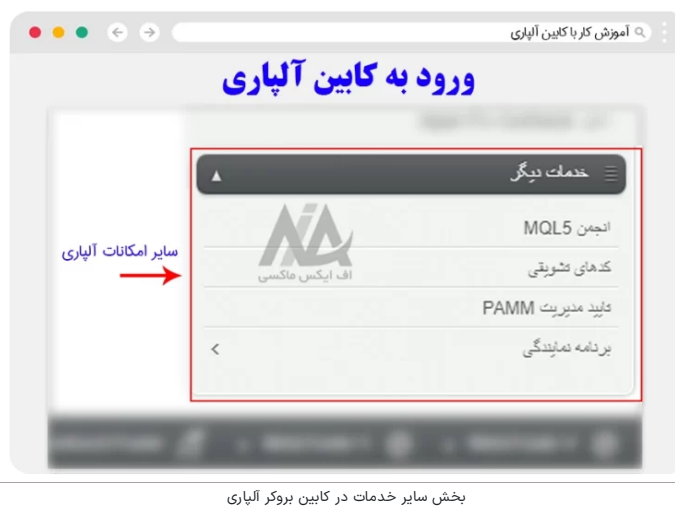 آموزش کار با کابین آلپاری
ورود به کابین آلپاری
خدمات دیگر
انجمن MQL5
کدهای تشویقی
تایید مدیریت PAMM
برنامه نمایندگی
سایر امکانات آلپاری
اف ایکس ماکسی
بخش سایر خدمات در کابین بروکر آلپاری